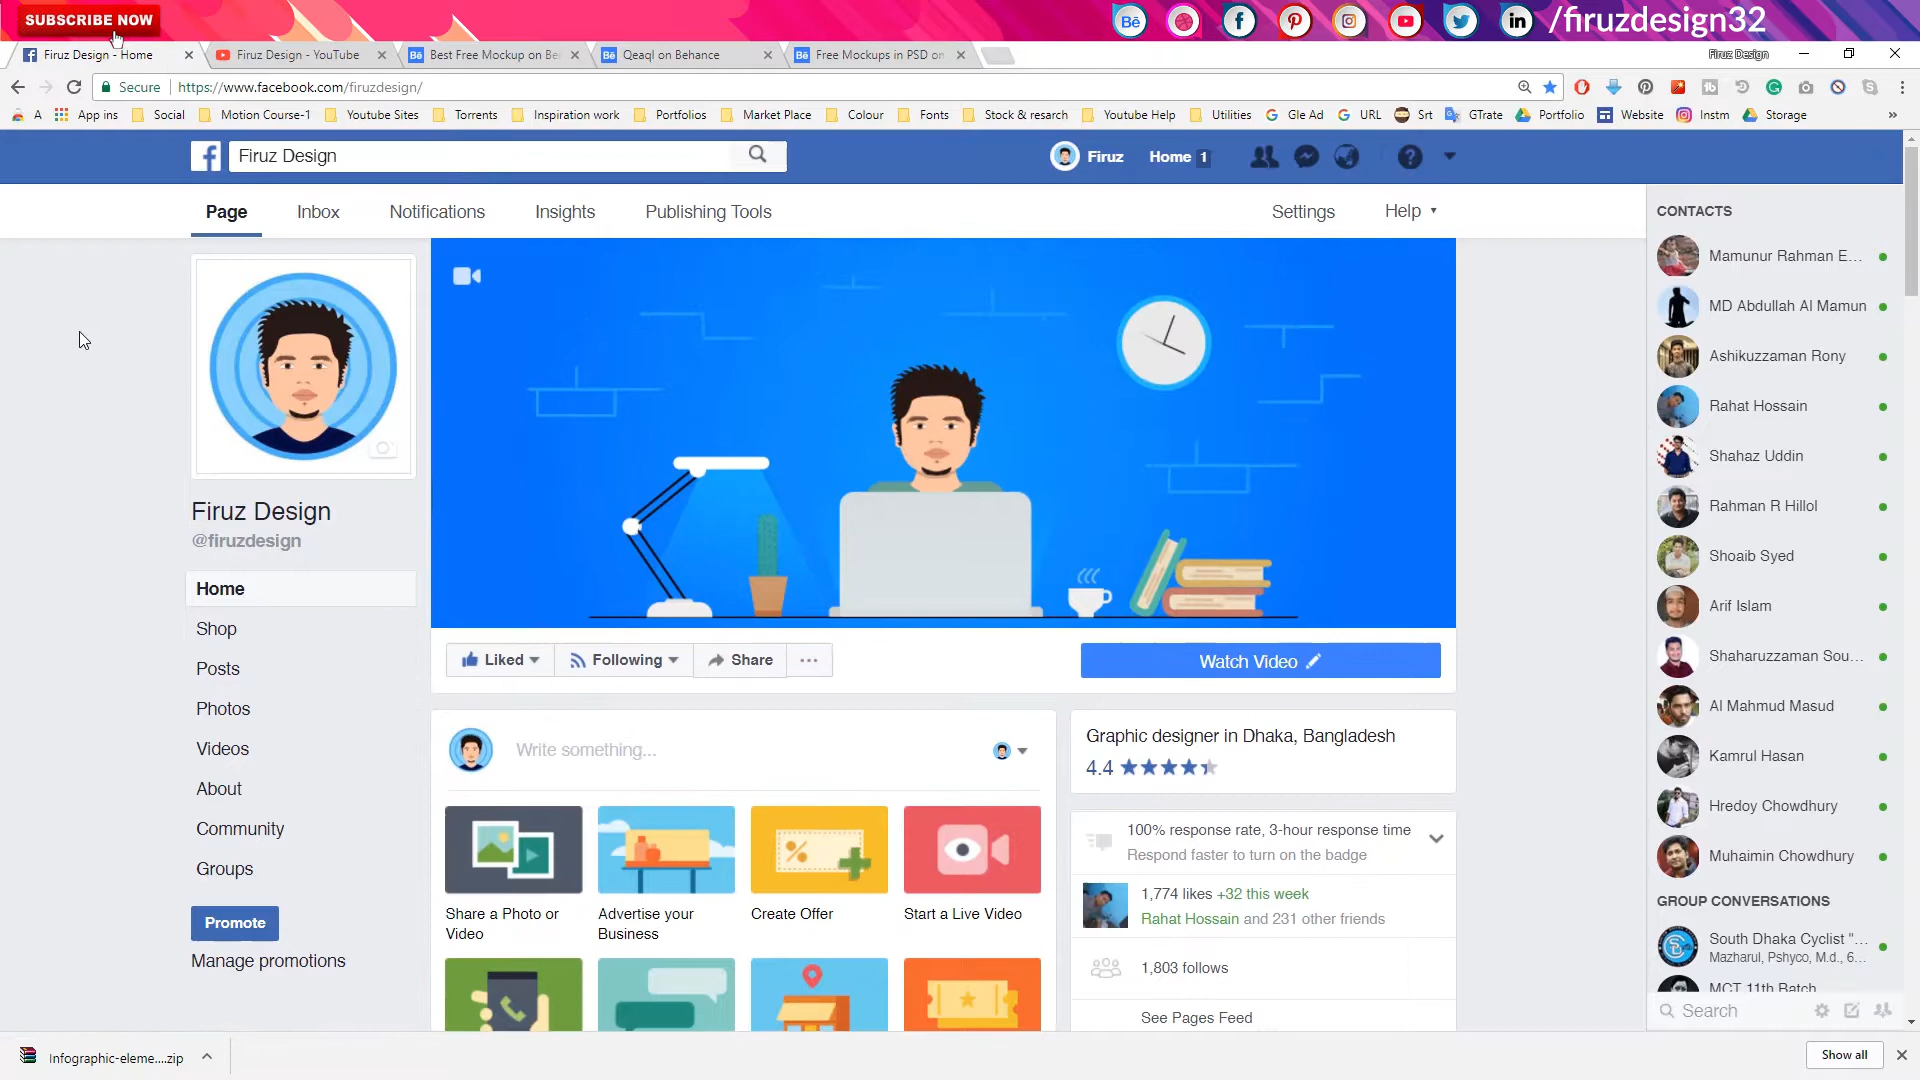 SUBSCRIBE NOW
/firuzdesign32
Firuz Design - Home
Firuz Design - YouTube
Best Free Mockup on Be
Qeaql on Behance
Free Mockups in PSD on
Firuz Design
Secure
https://www.facebook.com/firuzdesign/
A
App ins
Social
Motion Course-1
Youtube Sites
Torrents
Inspiration work
Portfolios
Market Place
Colour
Fonts
Stock & resarch
Youtube Help
Utilities
Gle Ad
URL
Srt
GTrate
Portfolio
Website
Instm
Storage
Firuz Design
Firuz
Home 1
Page
Inbox
Notifications
Insights
Publishing Tools
Settings
Help
Firuz Design
@firuzdesign
Home
Shop
Posts
Photos
Videos
About
Community
Groups
Promote
Manage promotions
Liked
Following
Share
Watch Video
Write something...
Share a Photo or
Video
Advertise your
Business
Create Offer
Start a Live Video
Graphic designer in Dhaka, Bangladesh
4.4
100% response rate, 3-hour response time
Respond faster to turn on the badge
1,774 likes +32 this week
Rahat Hossain and 231 other friends
1,803 follows
See Pages Feed
CONTACTS
Mamunur Rahman E...
MD Abdullah Al Mamun
Ashikuzzaman Rony
Rahat Hossain
Shahaz Uddin
Rahman R Hillol
Shoaib Syed
Arif Islam
Shaharuzzaman Sou...
Al Mahmud Masud
Kamrul Hasan
Hredoy Chowdhury
Muhaimin Chowdhury
GROUP CONVERSATIONS
South Dhaka Cyclist "...
Mazharul, Pshyco, M.d., 6...
MCT 11th Batch
Search
Infographic-eleme....zip
Show all